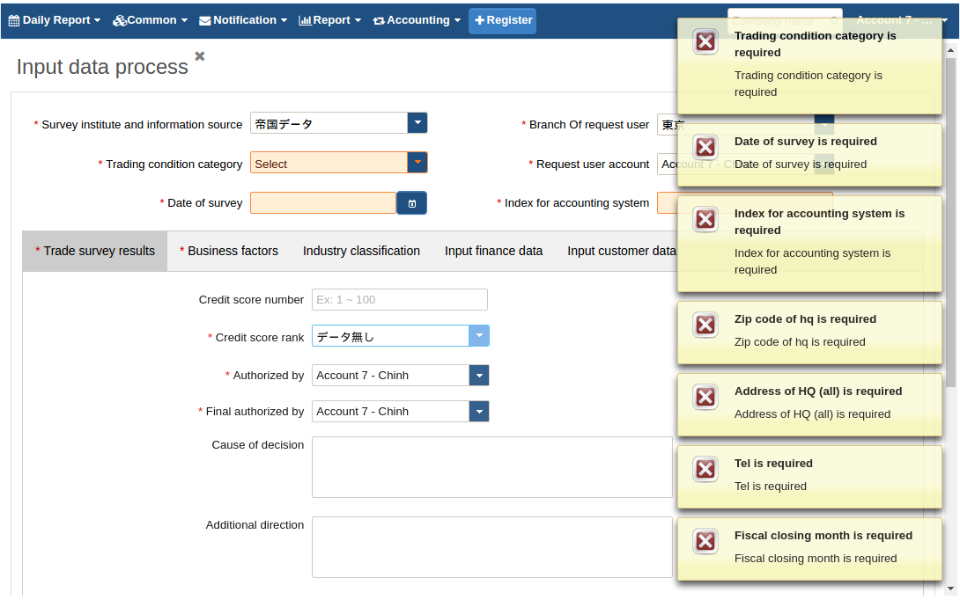 Daily Report Common Notification Report Accounting Register Account 7 - ...
Input data process
* Survey institute and information source 帝国データ * Branch Of request user 東京
* Trading condition category Select * Request user account Account 7 - Chinh
* Date of survey * Index for accounting system
* Trade survey results * Business factors Industry classification Input finance data Input customer data
Credit score number Ex: 1 ~ 100
* Credit score rank データ無し
* Authorized by Account 7 - Chinh
* Final authorized by Account 7 - Chinh
Cause of decision
Additional direction
Trading condition category is
required
Trading condition category is
required
Date of survey is required
Date of survey is required
Index for accounting system is
required
Index for accounting system is
required
Zip code of hq is required
Zip code of hq is required
Address of HQ (all) is required
Address of HQ (all) is required
Tel is required
Tel is required
Fiscal closing month is required
Fiscal closing month is required